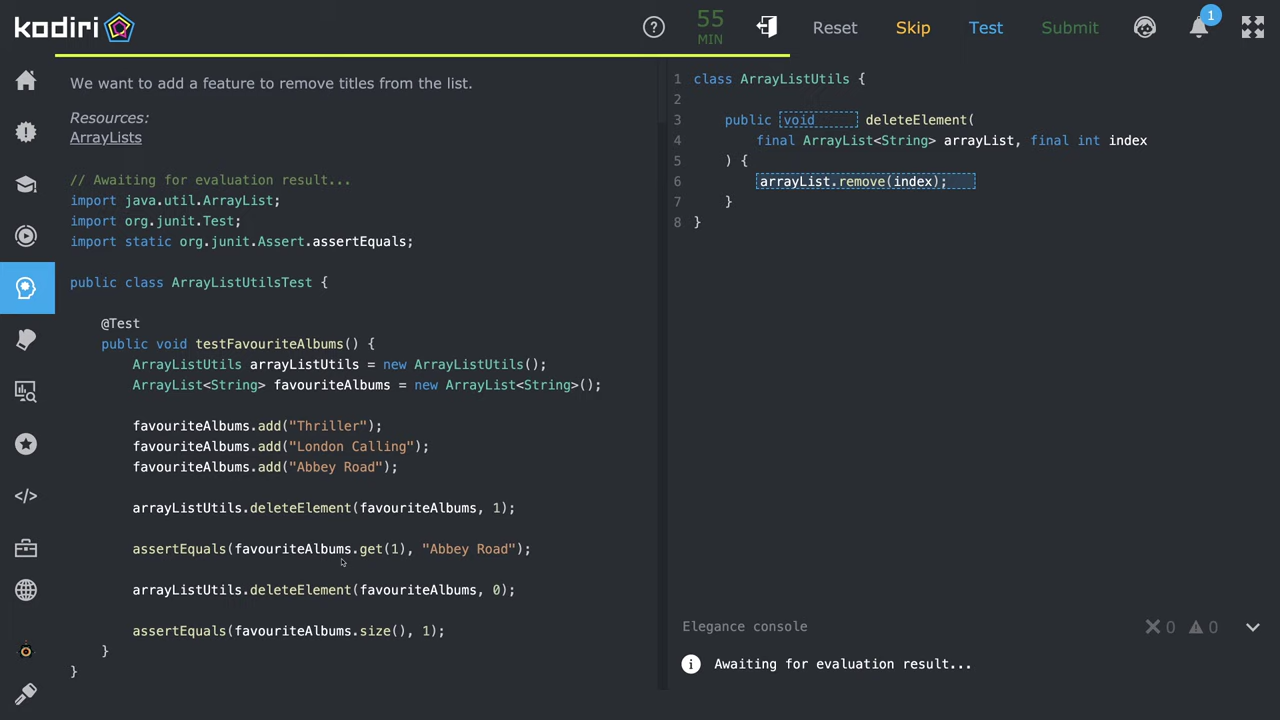 kodiri
55
MIN
Reset
Skip
Test
Submit
1
We want to add a feature to remove titles from the list.
Resources:
ArrayLists
// Awaiting for evaluation result...
import java.util.ArrayList;
import org.junit.Test;
import static org.junit.Assert.assertEquals;
public class ArrayListUtilsTest {
@Test
public void testFavouriteAlbums() {
ArrayListUtils arrayListUtils = new ArrayListUtils();
ArrayList<String> favouriteAlbums = new ArrayList<String>();
favouriteAlbums.add("Thriller");
favouriteAlbums.add("London Calling");
favouriteAlbums.add("Abbey Road");
arrayListUtils.deleteElement(favouriteAlbums, 1);
assertEquals(favouriteAlbums.get(1), "Abbey Road");
arrayListUtils.deleteElement(favouriteAlbums, 0);
assertEquals(favouriteAlbums.size(), 1);
}
}
1 class ArrayListUtils {
2
3 public void deleteElement(
4 final ArrayList<String> arrayList, final int index
5 ) {
6 arrayList.remove(index);
7 }
8 }
Elegance console
0
0
Awaiting for evaluation result...